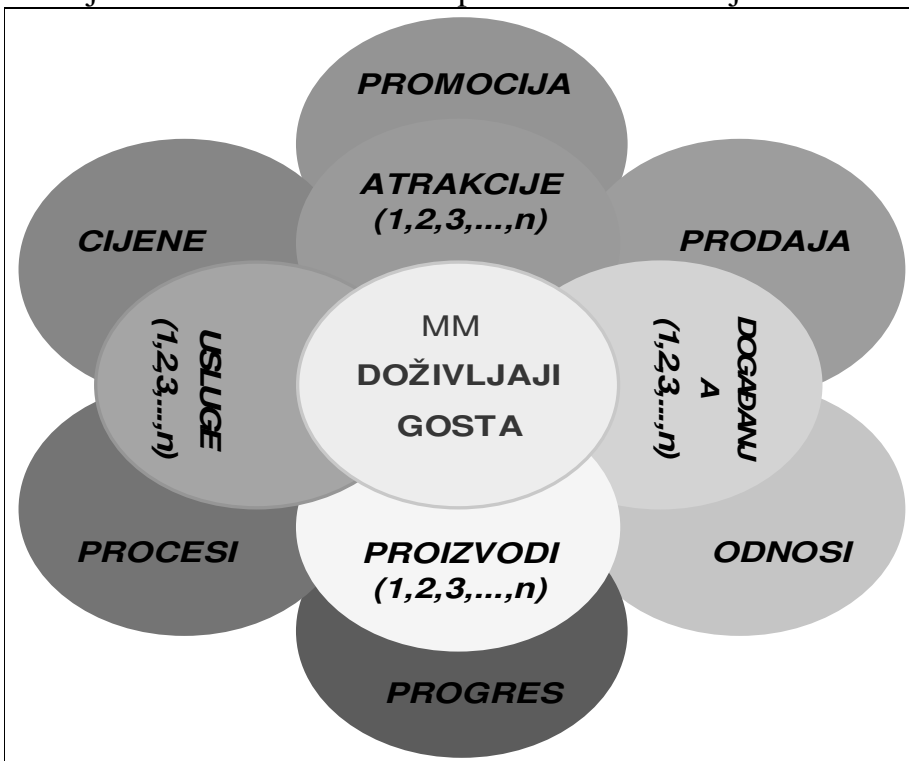 PROMOCIJA
ATRAKCIJE
(1,2,3,...,n)
CIJENE
PRODAJA
USLUGE
(1,2,3,...,n)
MM
DOŽIVLJAJI
GOSTA
DOGAĐANJ
A
(1,2,3,...,n)
PROCESI
PROIZVODI
(1,2,3,...,n)
ODNOSI
PROGRES